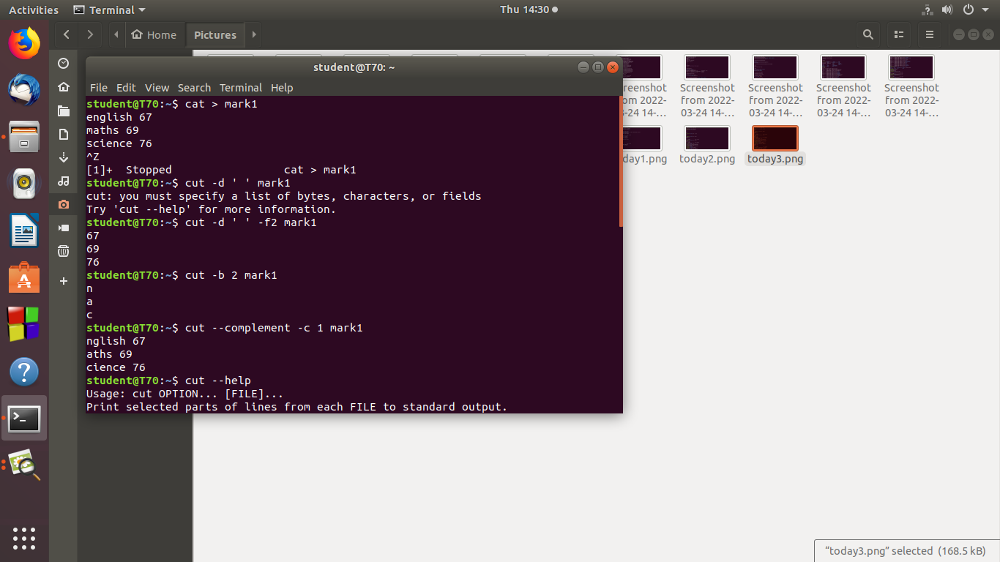 Activities Terminal Thu 14:30
Home Pictures
student@T70: ~
File Edit View Search Terminal Help
student@T70:~$ cat > mark1
english 67
maths 69
science 76
^Z
[1]+  Stopped                 cat > mark1
student@T70:~$ cut -d ' ' mark1
cut: you must specify a list of bytes, characters, or fields
Try 'cut --help' for more information.
student@T70:~$ cut -d ' ' -f2 mark1
67
69
76
student@T70:~$ cut -b 2 mark1
n
a
c
student@T70:~$ cut --complement -c 1 mark1
nglish 67
aths 69
cience 76
student@T70:~$ cut --help
Usage: cut OPTION... [FILE]...
Print selected parts of lines from each FILE to standard output.
reenshot Screenshot Screenshot Screenshot Screenshot
om 2022- from 2022- from 2022- from 2022- from 2022-
-24 14-… 03-24 14-… 03-24 14-… 03-24 14-… 03-24 14-…
day1.png today2.png today3.png
“today3.png” selected (168.5 kB)